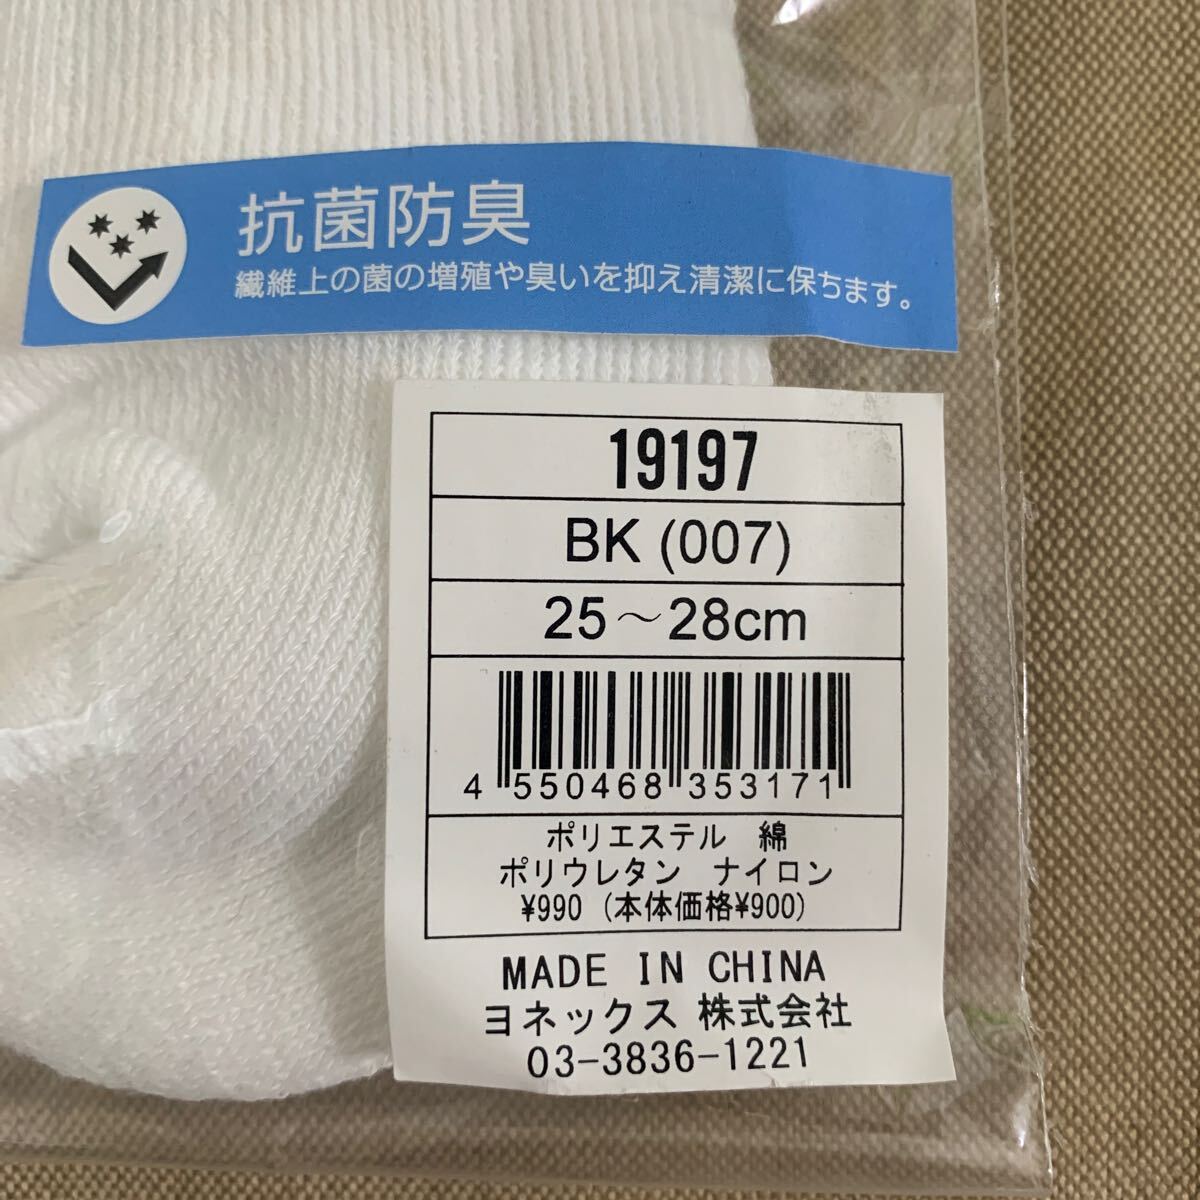 抗菌防臭
繊維上の菌の増殖や臭いを抑え清潔に保ちます。
19197
BK (007)
25～28cm
4 550468 353171
ポリエステル 綿
ポリウレタン ナイロン
¥990 (本体価格¥900)
MADE IN CHINA
ヨネックス 株式会社
03-3836-1221